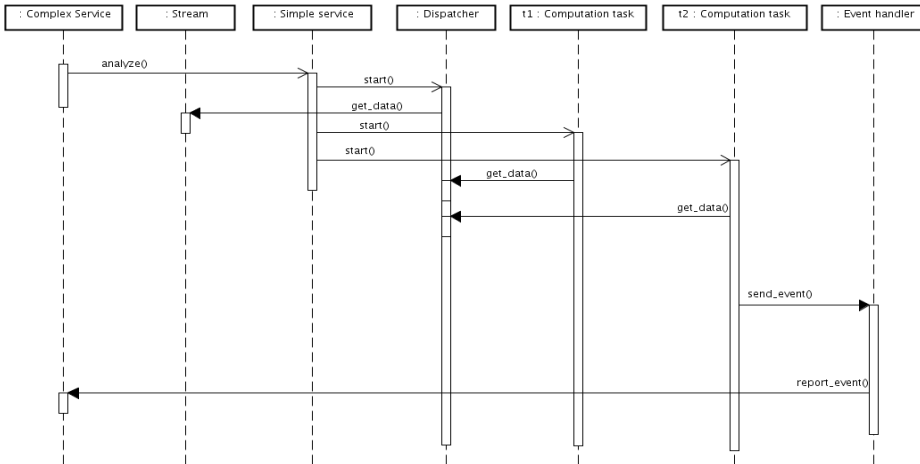 : Complex Service
: Stream
: Simple service
: Dispatcher
t1 : Computation task
t2 : Computation task
: Event handler
analyze()
start()
get_data()
start()
start()
get_data()
get_data()
send_event()
report_event()